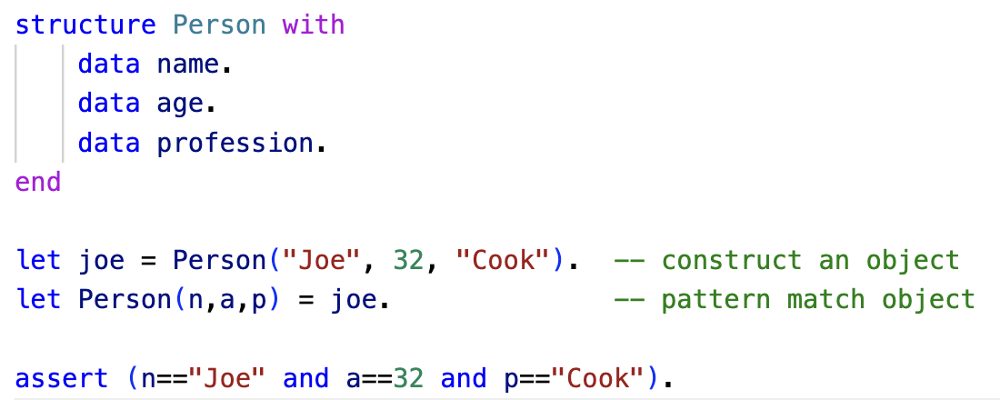 structure Person with
data name.
data age.
data profession.
end
let joe = Person("Joe", 32, "Cook"). -- construct an object
let Person(n,a,p) = joe. -- pattern match object
assert (n=="Joe" and a==32 and p=="Cook").